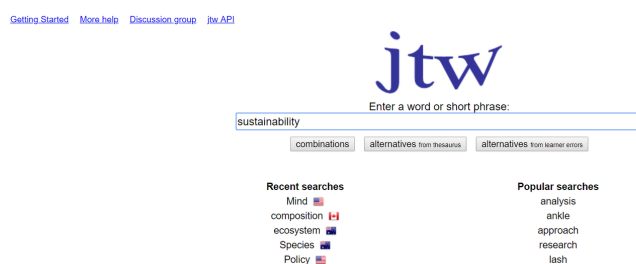 Getting Started More help Discussion group jtw API
jtw
Enter a word or short phrase:
sustainability
combinations alternatives from thesaurus alternatives from learner errors
Recent searches Popular searches
Mind analysis
composition ankle
ecosystem approach
Species research
Policy lash